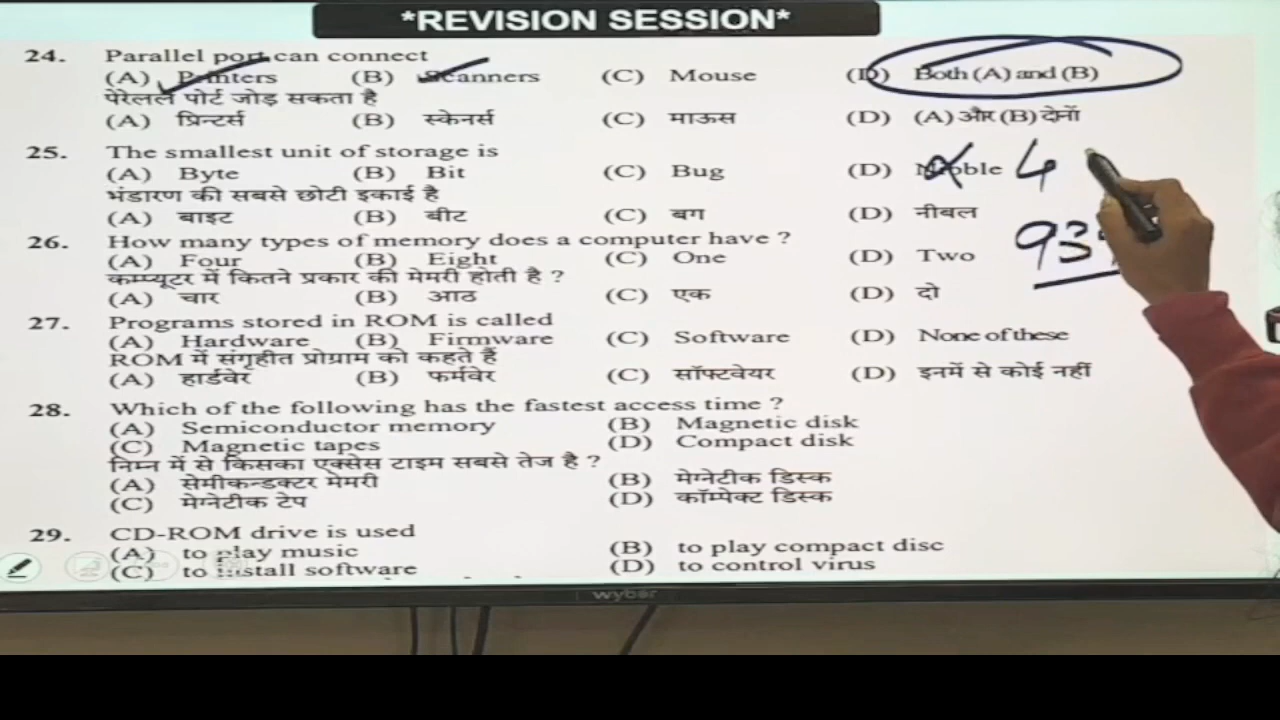 *REVISION SESSION*
24. Parallel port can connect
(A) Printers (B) Scanners (C) Mouse (D) Both (A) and (B)
पेरेलल पोर्ट जोड़ सकता है
(A) प्रिन्टर्स (B) स्केनर्स (C) माऊस (D) (A) और (B) दोनों
25. The smallest unit of storage is
(A) Byte (B) Bit (C) Bug (D) Nibble 4
भंडारण की सबसे छोटी इकाई है
(A) बाइट (B) बीट (C) बग (D) नीबल
26. How many types of memory does a computer have ?
(A) Four (B) Eight (C) One (D) Two
कम्प्यूटर में कितने प्रकार की मेमरी होती है ?
(A) चार (B) आठ (C) एक (D) दो
27. Programs stored in ROM is called
(A) Hardware (B) Firmware (C) Software (D) None of these
ROM में संगृहीत प्रोग्राम को कहते हैं
(A) हार्डवेर (B) फर्मवेर (C) सॉफ्टवेयर (D) इनमें से कोई नहीं
28. Which of the following has the fastest access time ?
(A) Semiconductor memory (B) Magnetic disk
(C) Magnetic tapes (D) Compact disk
निम्न में से किसका एक्सेस टाइम सबसे तेज है ?
(A) सेमीकन्डक्टर मेमरी (B) मेग्नेटीक डिस्क
(C) मेग्नेटीक टेप (D) कॉम्पेक्ट डिस्क
29. CD-ROM drive is used
(A) to play music (B) to play compact disc
(C) to install software (D) to control virus
wyber